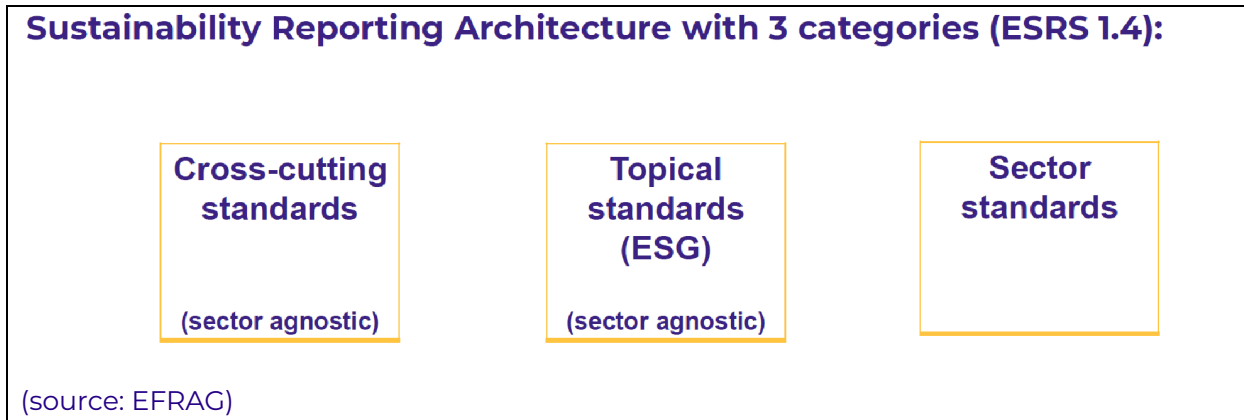 Sustainability Reporting Architecture with 3 categories (ESRS 1.4):
Cross-cutting
standards
(sector agnostic)
Topical
standards
(ESG)
(sector agnostic)
Sector
standards
(source: EFRAG)